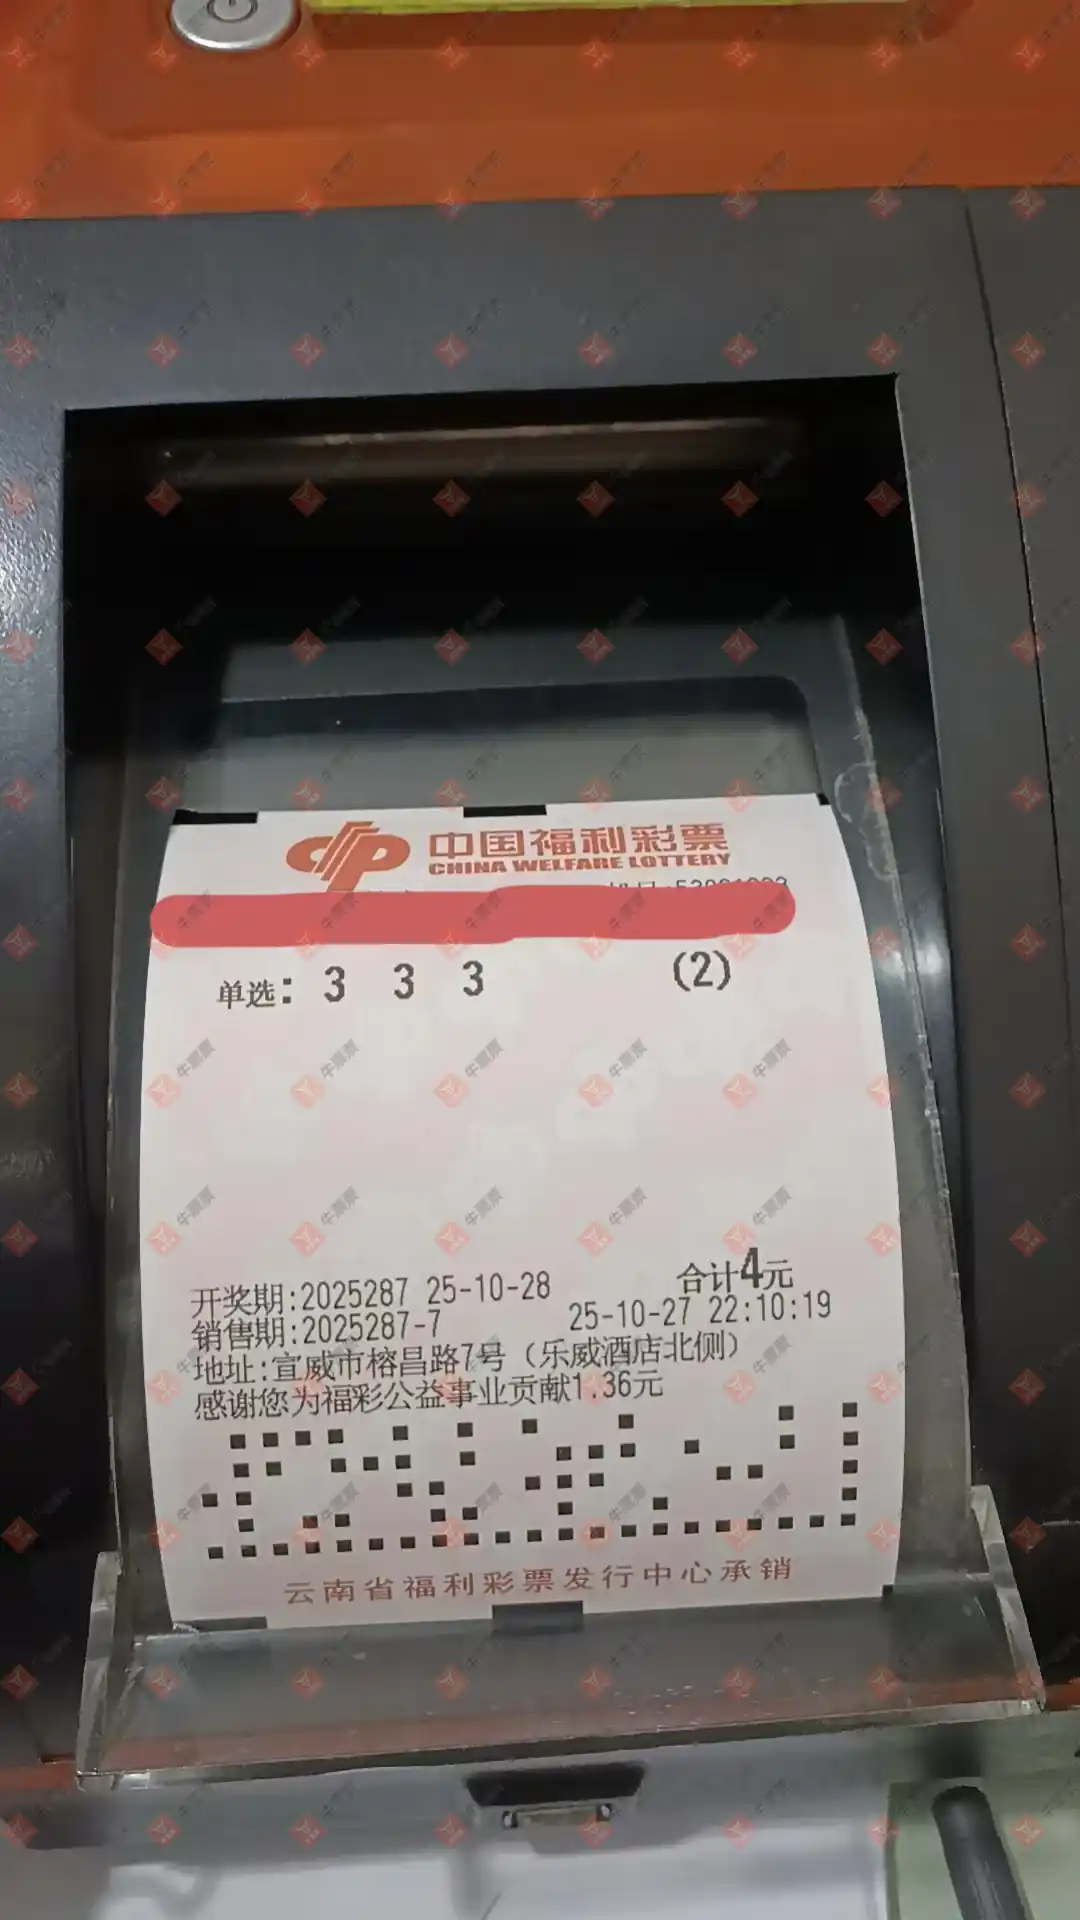 中国福利彩票
CHINA WELFARE LOTTERY
单选: 3 3 3 (2)
合计4元
开奖期:2025287 25-10-28
销售期:2025287-7 25-10-27 22:10:19
地址:宜威市榕昌路7号（乐威酒店北侧）
感谢您为福彩公益事业贡献1.36元
云南省福利彩票发行中心承销
牛票票